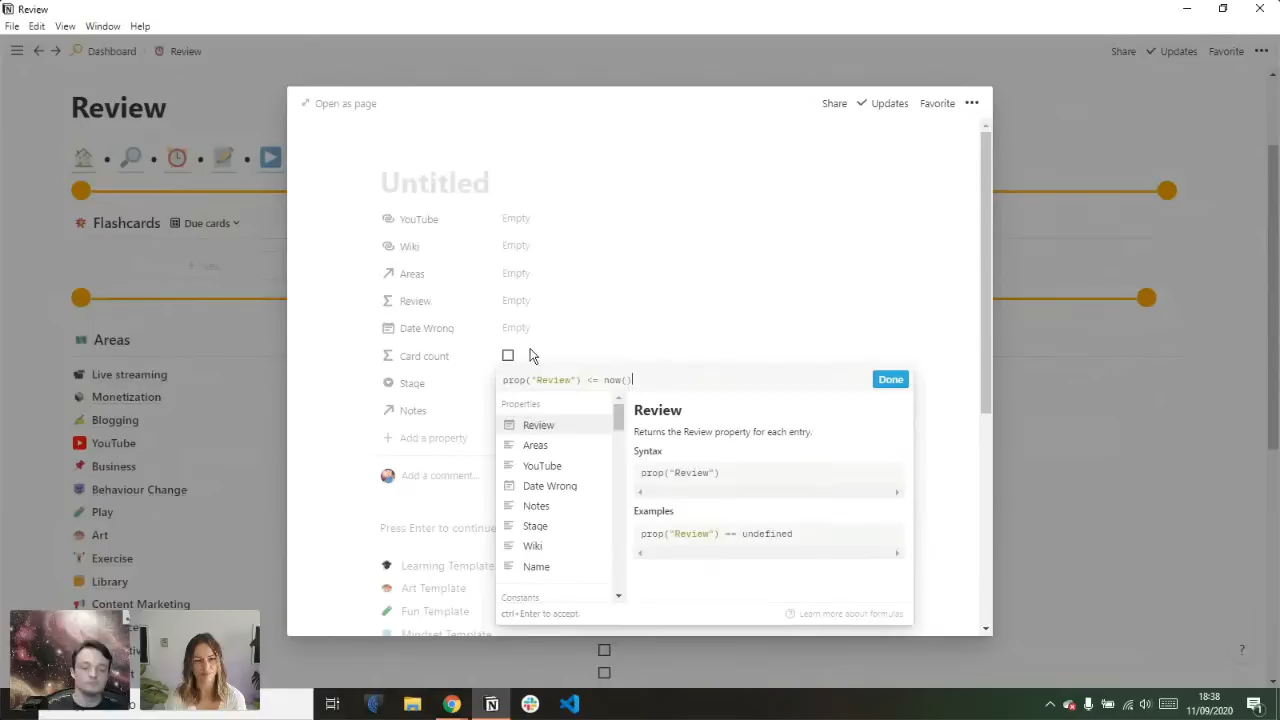 Review
File Edit View Window Help
Dashboard / Review
Share Updates Favorite
Review
Flashcards Due cards
Areas
Live streaming
Monetization
Blogging
YouTube
Business
Behaviour Change
Play
Art
Exercise
Library
Content Marketing
Open as page
Share Updates Favorite
Untitled
YouTube Empty
Wiki Empty
Areas Empty
Review Empty
Date Wrong Empty
Card count
Stage
Notes
+ Add a property
Add a comment...
Press Enter to continue
Learning Template
Art Template
Fun Template
Mindset Template
prop("Review") <= now()
Done
Properties
Review
Areas
YouTube
Date Wrong
Notes
Stage
Wiki
Name
Constants
ctrl+Enter to accept.
Review
Returns the Review property for each entry.
Syntax
prop("Review")
Examples
prop("Review") == undefined
? Learn more about formulas
?
18:38
11/09/2020